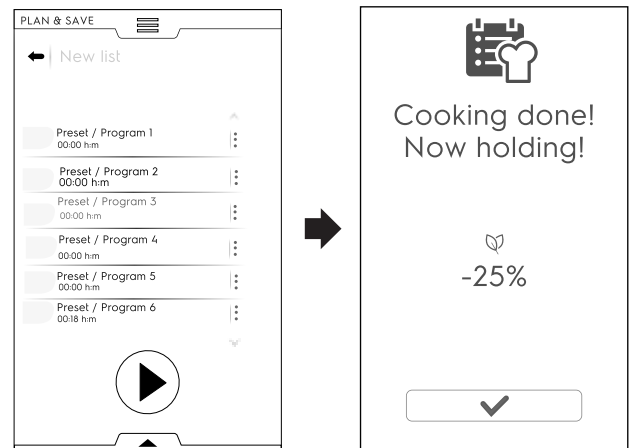 PLAN & SAVE
New list
Preset / Program 1
00:00 h:m
Preset / Program 2
00:00 h:m
Preset / Program 3
00:00 h:m
Preset / Program 4
00:00 h:m
Preset / Program 5
00:00 h:m
Preset / Program 6
00:18 h:m
Cooking done!
Now holding!
-25%